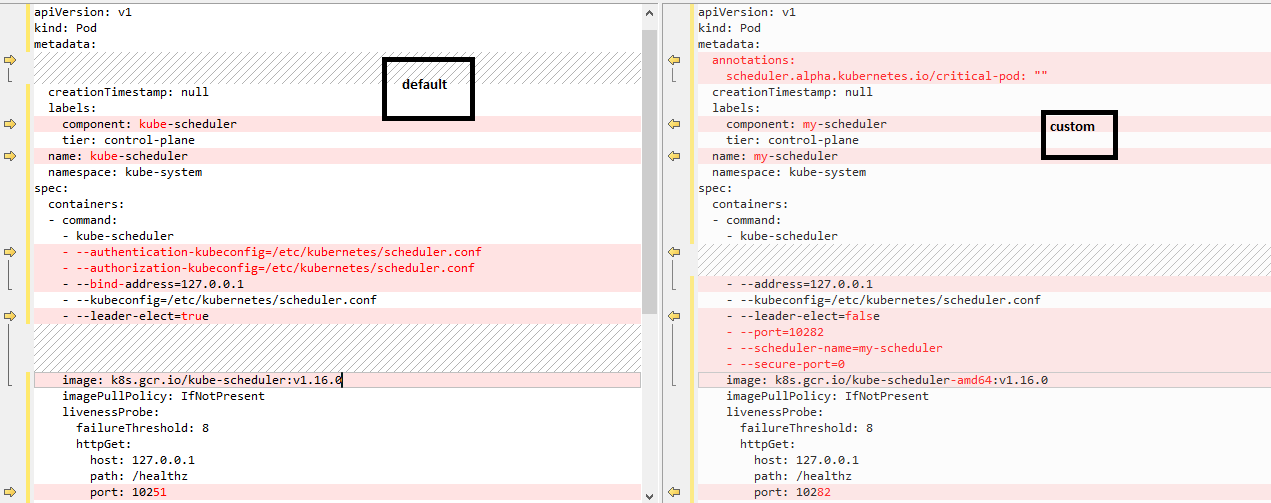 apiVersion: v1
kind: Pod
metadata:
default
creationTimestamp: null
labels:
component: kube-scheduler
tier: control-plane
name: kube-scheduler
namespace: kube-system
spec:
containers:
- command:
- kube-scheduler
- --authentication-kubeconfig=/etc/kubernetes/scheduler.conf
- --authorization-kubeconfig=/etc/kubernetes/scheduler.conf
- --bind-address=127.0.0.1
- --kubeconfig=/etc/kubernetes/scheduler.conf
- --leader-elect=true
image: k8s.gcr.io/kube-scheduler:v1.16.0
imagePullPolicy: IfNotPresent
livenessProbe:
failureThreshold: 8
httpGet:
host: 127.0.0.1
path: /healthz
port: 10251
apiVersion: v1
kind: Pod
metadata:
annotations:
scheduler.alpha.kubernetes.io/critical-pod: ""
creationTimestamp: null
labels:
component: my-scheduler
custom
tier: control-plane
name: my-scheduler
namespace: kube-system
spec:
containers:
- command:
- kube-scheduler
- --address=127.0.0.1
- --kubeconfig=/etc/kubernetes/scheduler.conf
- --leader-elect=false
- --port=10282
- --scheduler-name=my-scheduler
- --secure-port=0
image: k8s.gcr.io/kube-scheduler-amd64:v1.16.0
imagePullPolicy: IfNotPresent
livenessProbe:
failureThreshold: 8
httpGet:
host: 127.0.0.1
path: /healthz
port: 10282